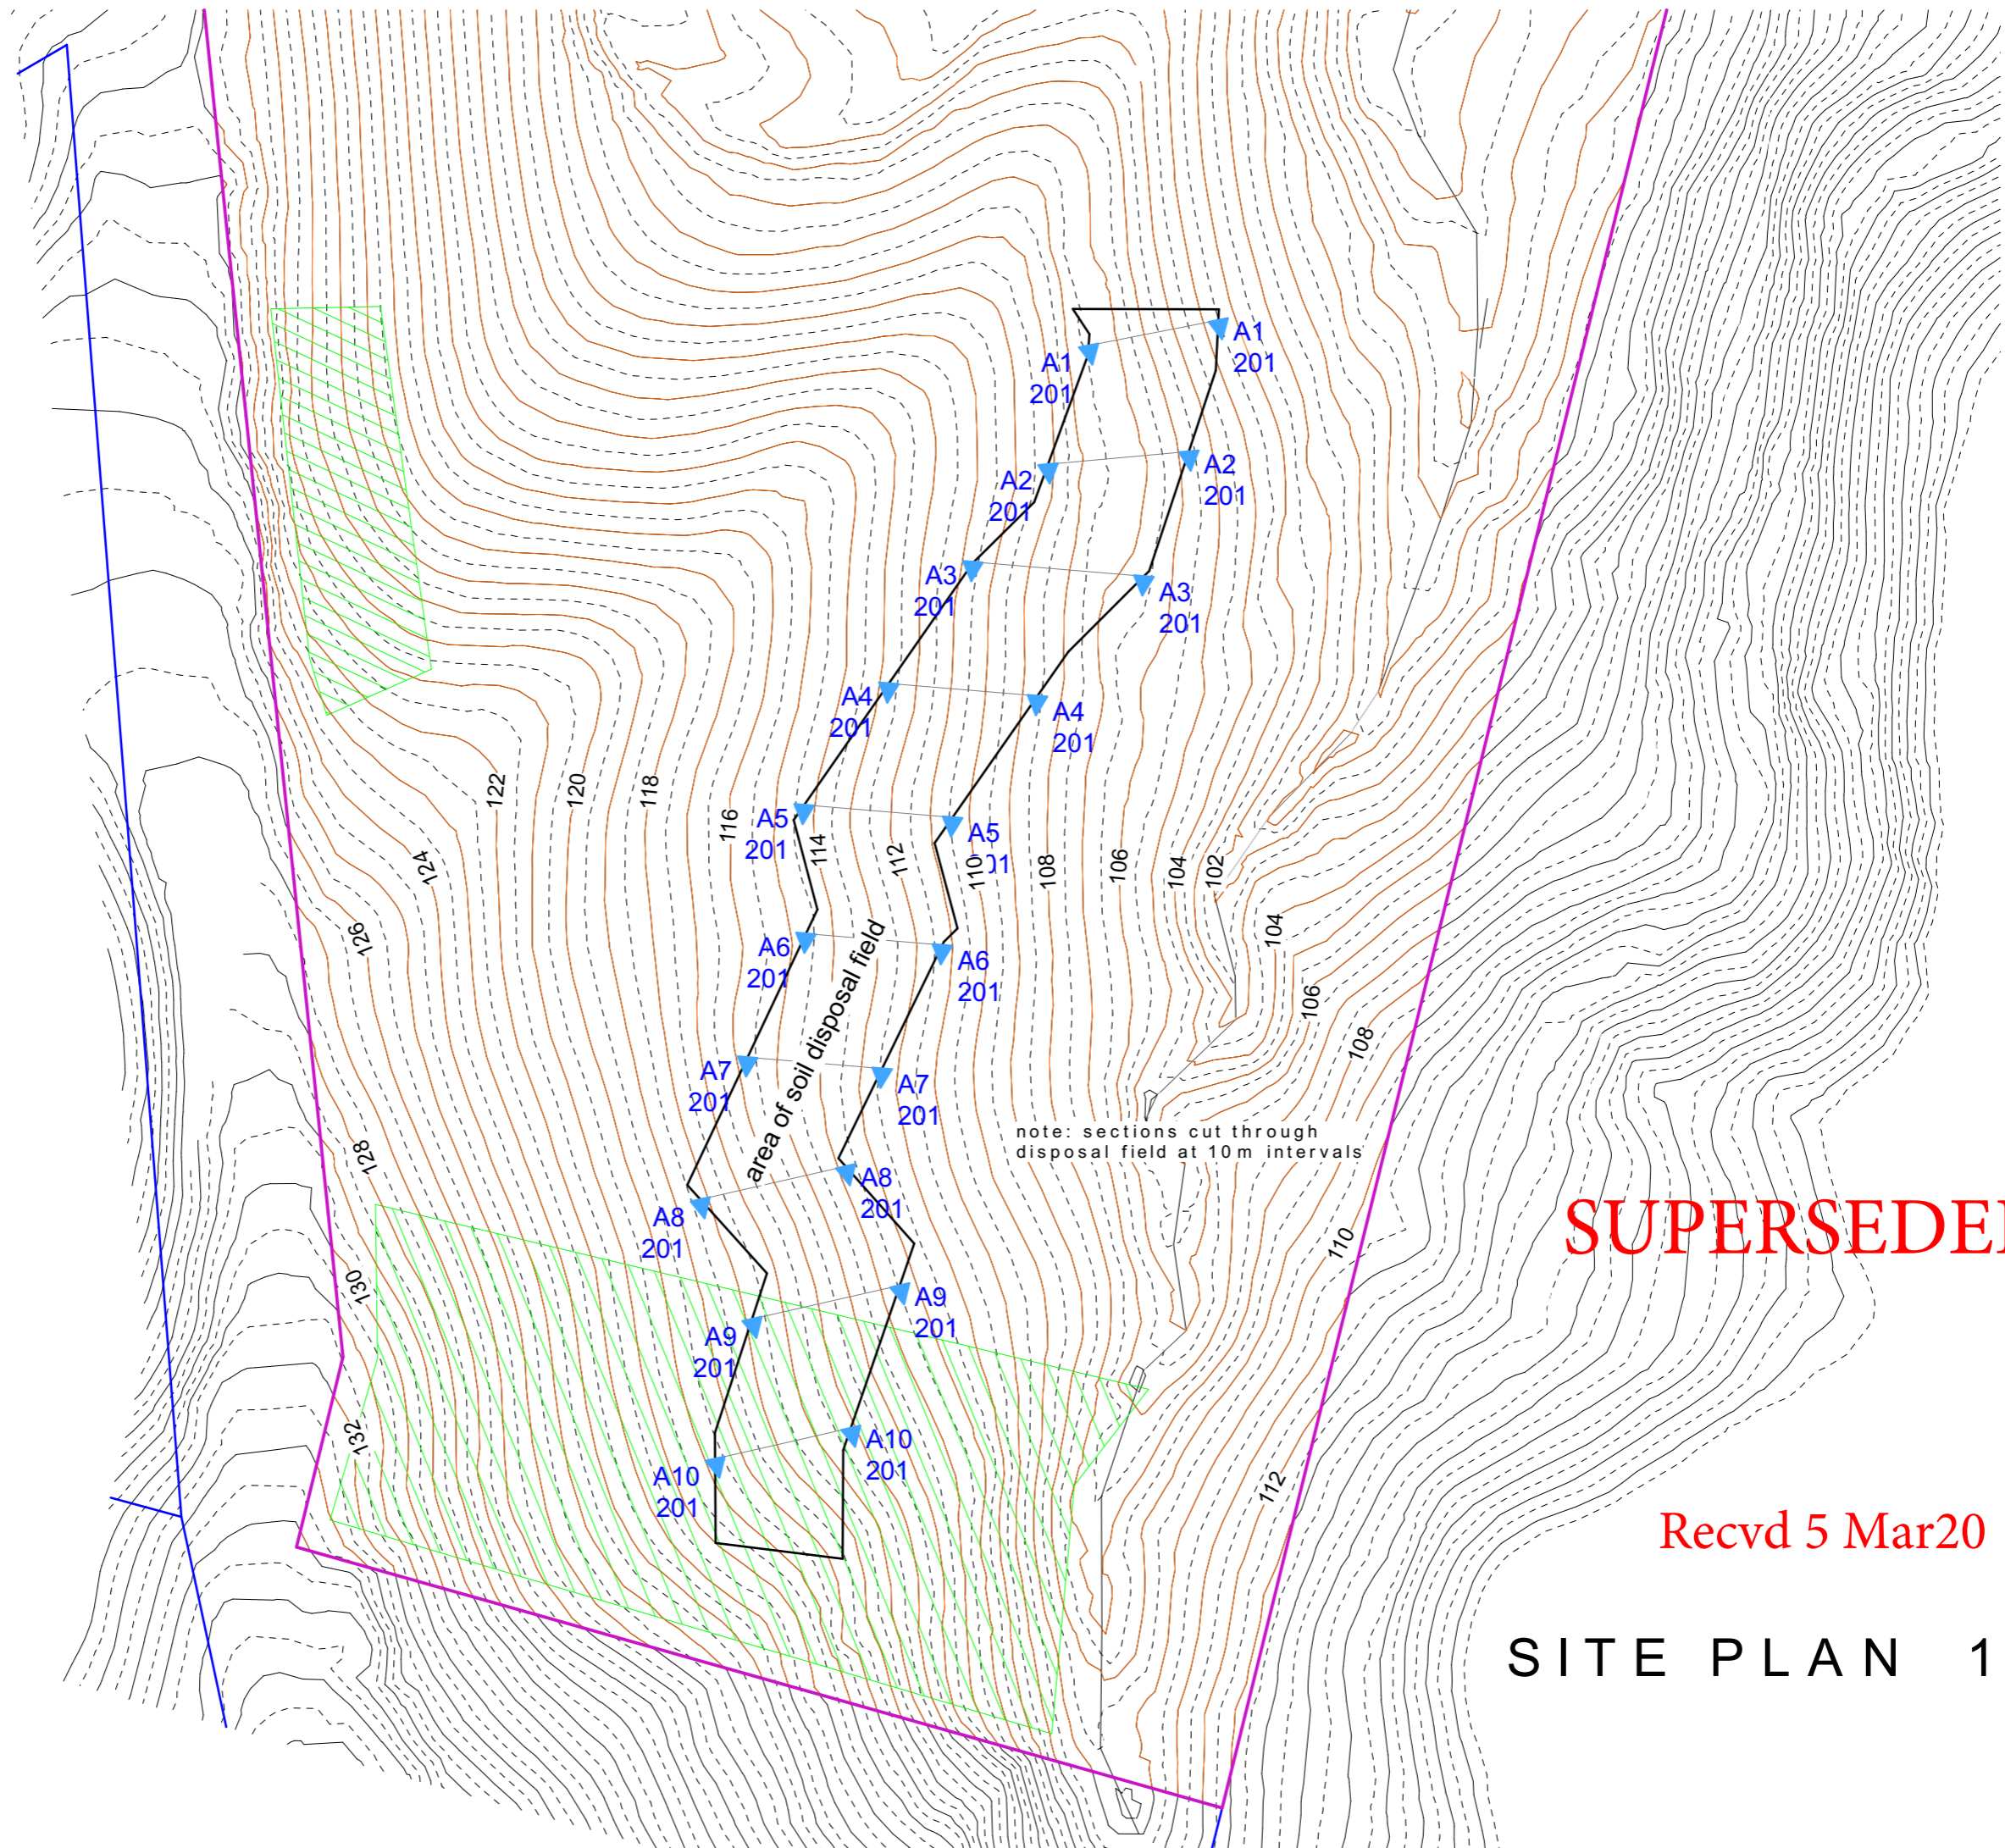 A1
201
A1
201
A2
201
A2
201
A3
201
A3
201
A4
201
A4
201
122
120
118
116
114
112
110
108
106
104
102
A5
201
A5
124
126
104
106
108
A6
201
A6
201
area of soil disposal field
A7
201
A7
201
note: sections cut through
disposal field at 10m intervals
128
A8
201
A8
201
110
130
A9
201
A9
201
132
A10
201
A10
201
112
SUPERSEDE
Recvd 5 Mar20
SITE PLAN 1